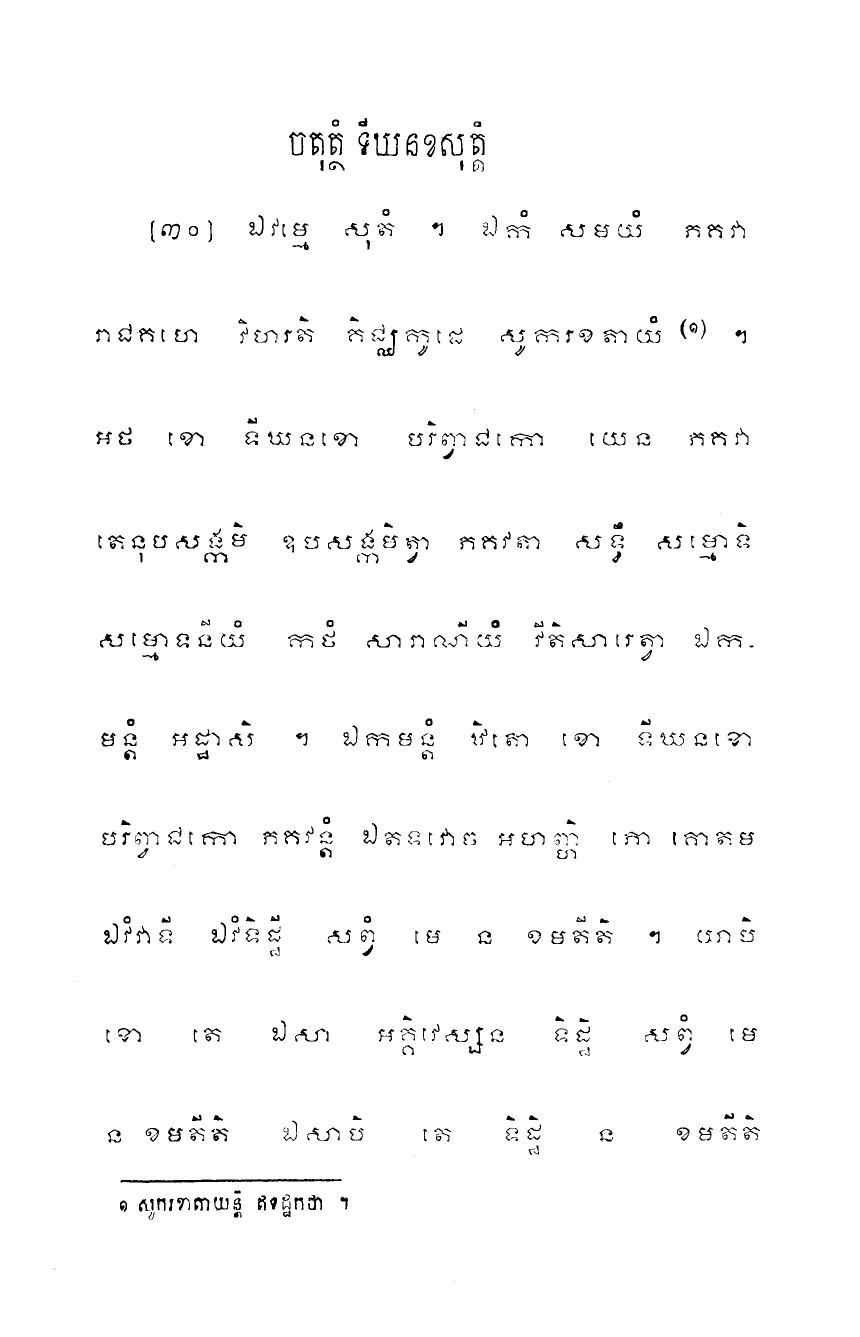 ចតុត្ថំ ទីឃនខសុត្តំ
[៣០] ឯវម្មេ សុតំ ។ ឯកំ សមយំ ភគវា
រាជគហេ វិហរតិ គិជ្ឈកូដេ សូករខតាយំ (១) ។
អថ ខោ ទីឃនខោ បរិព្វាជកោ យេន ភគវា
តេនុបសង្កមិ ឧបសង្កមិត្វា ភគវតា សទ្ធឹ សម្មោទិ
សម្មោទនីយំ កថំ សារាណីយំ វីតិសារេត្វា ឯក-
មន្តំ អដ្ឋាសិ ។ ឯកមន្តំ ឋិតោ ខោ ទីឃនខោ
បរិព្វាជកោ ភគវន្តំ ឯតទវោច អហញ្ហិ ភោ គោតម
ឯវំវាទី ឯវំទិដ្ឋី សព្វំ មេ ន ខមតីតិ ។ យាបិ
ខោ តេ ឯសា អគ្គិវេស្សន ទិដ្ឋិ សព្វំ មេ
ន ខមតីតិ ឯសាបិ តេ ទិដ្ឋិ ន ខមតីតិ
១ សូករខាតាយន្តិ ឥទដ្ឋកថា ។